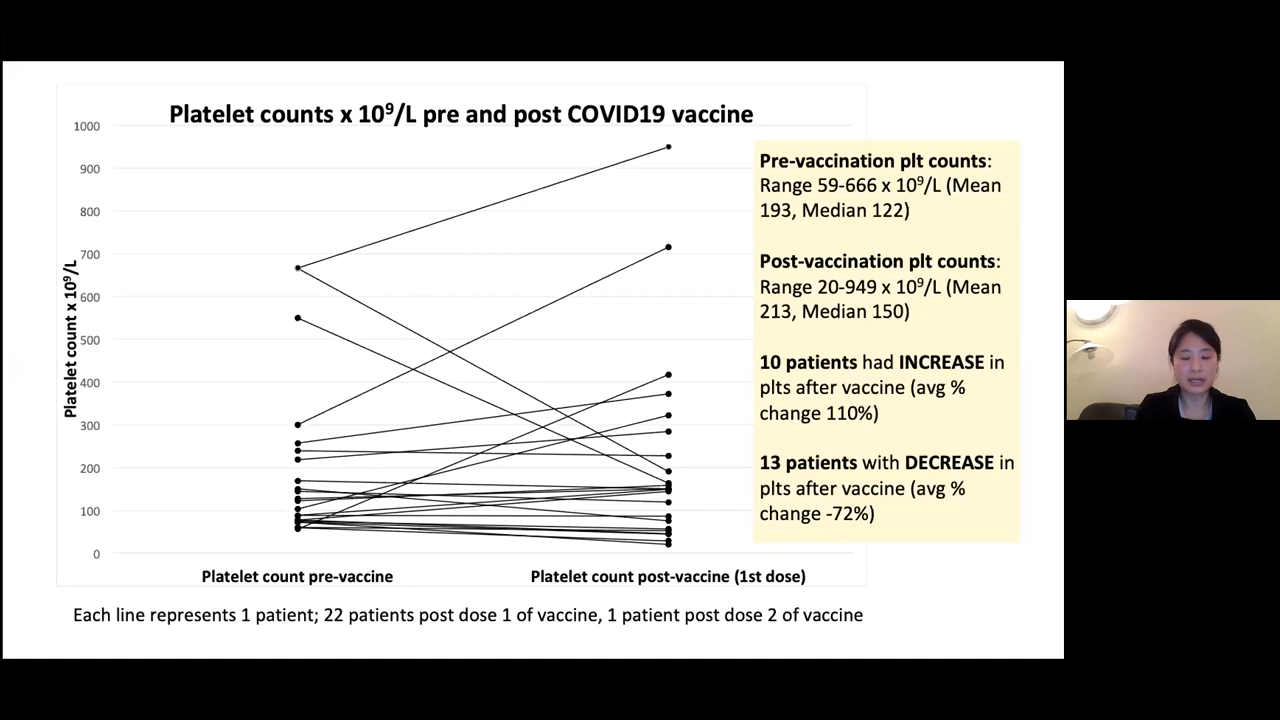 Platelet counts x 10⁹/L pre and post COVID19 vaccine
1000
900
800
700
600
500
400
300
200
100
0
Platelet count x 10⁹/L
Platelet count pre-vaccine
Platelet count post-vaccine (1st dose)
Pre-vaccination plt counts:
Range 59-666 x 10⁹/L (Mean
193, Median 122)
Post-vaccination plt counts:
Range 20-949 x 10⁹/L (Mean
213, Median 150)
10 patients had INCREASE in
plts after vaccine (avg %
change 110%)
13 patients with DECREASE in
plts after vaccine (avg %
change -72%)
Each line represents 1 patient; 22 patients post dose 1 of vaccine, 1 patient post dose 2 of vaccine